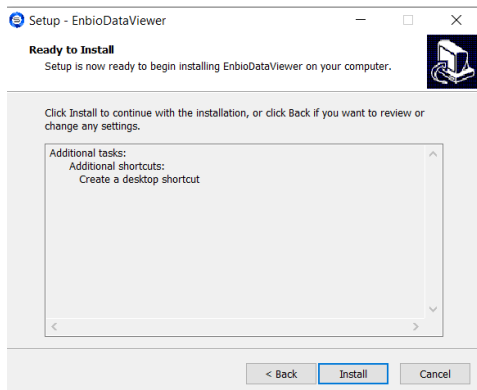 Setup - EnbioDataViewer
Ready to Install
Setup is now ready to begin installing EnbioDataViewer on your computer.
Click Install to continue with the installation, or click Back if you want to review or
change any settings.
Additional tasks:
Additional shortcuts:
Create a desktop shortcut
< Back
Install
Cancel